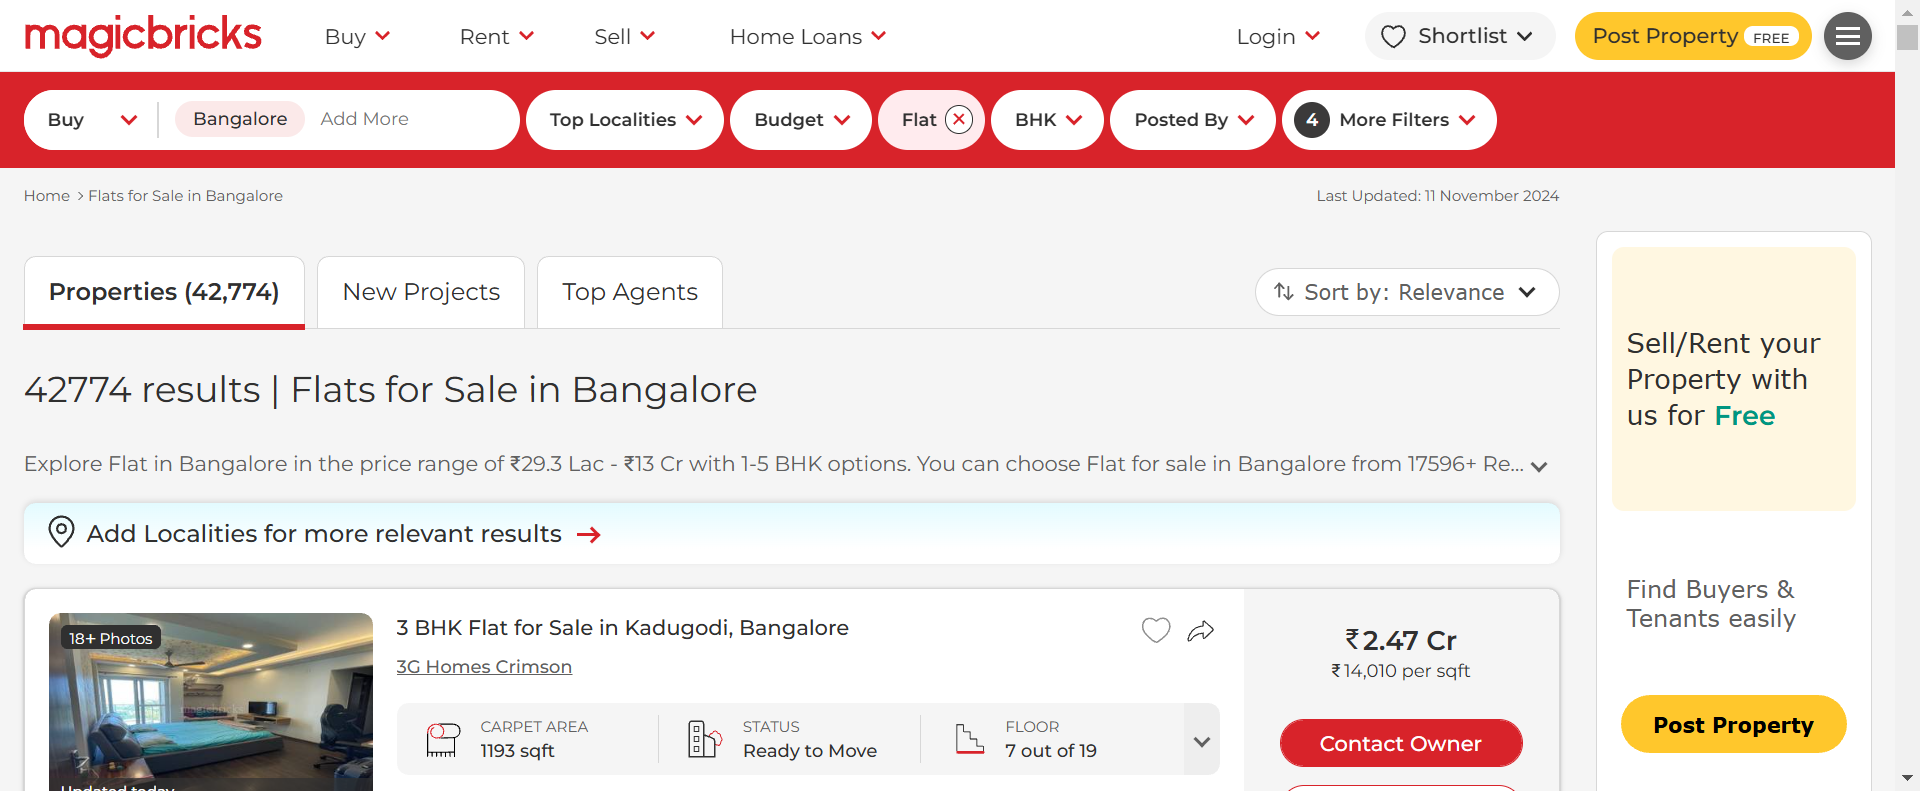 magicbricks
Buy Rent Sell Home Loans Login Shortlist Post Property FREE
Buy Bangalore Add More Top Localities Budget Flat BHK Posted By 4 More Filters
Home > Flats for Sale in Bangalore
Last Updated: 11 November 2024
Properties (42,774) New Projects Top Agents
Sort by: Relevance
42774 results | Flats for Sale in Bangalore
Explore Flat in Bangalore in the price range of ₹29.3 Lac - ₹13 Cr with 1-5 BHK options. You can choose Flat for sale in Bangalore from 17596+ Re...
Add Localities for more relevant results
18+ Photos
magicbricks
Updated today
3 BHK Flat for Sale in Kadugodi, Bangalore
3G Homes Crimson
CARPET AREA
1193 sqft
STATUS
Ready to Move
FLOOR
7 out of 19
₹2.47 Cr
₹14,010 per sqft
Contact Owner
Sell/Rent your
Property with
us for Free
Find Buyers &
Tenants easily
Post Property